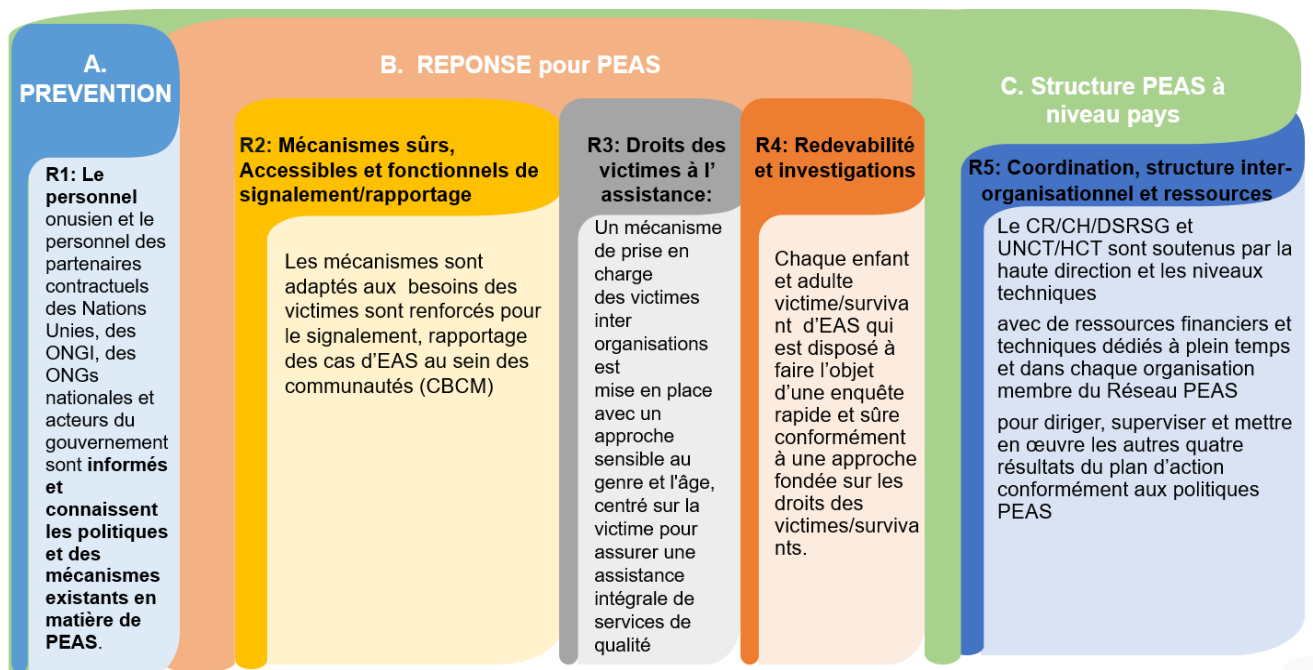 A.
PREVENTION
R1: Le
personnel
onusien et le
personnel des
partenaires
contractuels
des Nations
Unies, des
ONGI, des
ONGs
nationales et
acteurs du
gouvernement
sont informés
et
connaissent
les politiques
et des
mécanismes
existants en
matière de
PEAS.
B. REPONSE pour PEAS
R2: Mécanismes sûrs,
Accessibles et fonctionnels de
signalement/rapportage
Les mécanismes sont
adaptés aux besoins des
victimes sont renforcés pour
le signalement, rapportage
des cas d'EAS au sein des
communautés (CBCM)
R3: Droits des
victimes à l'
assistance:
Un mécanisme
de prise en
charge
des victimes
inter
organisations
est
mise en place
avec un
approche
sensible au
genre et l'âge,
centré sur la
victime pour
assurer une
assistance
intégrale de
services de
qualité
R4: Redevabilité
et investigations
Chaque enfant
et adulte
victime/surviva
nt d'EAS qui
est disposé à
faire l'objet
d'une enquête
rapide et sûre
conformément
à une approche
fondée sur les
droits des
victimes/surviva
nts.
C. Structure PEAS à
niveau pays
R5: Coordination, structure inter-
organisationnel et ressources
Le CR/CH/DSRSG et
UNCT/HCT sont soutenus par la
haute direction et les niveaux
techniques
avec de ressources financiers et
techniques dédiés à plein temps
et dans chaque organisation
membre du Réseau PEAS
pour diriger, superviser et mettre
en œuvre les autres quatre
résultats du plan d'action
conformément aux politiques
PEAS